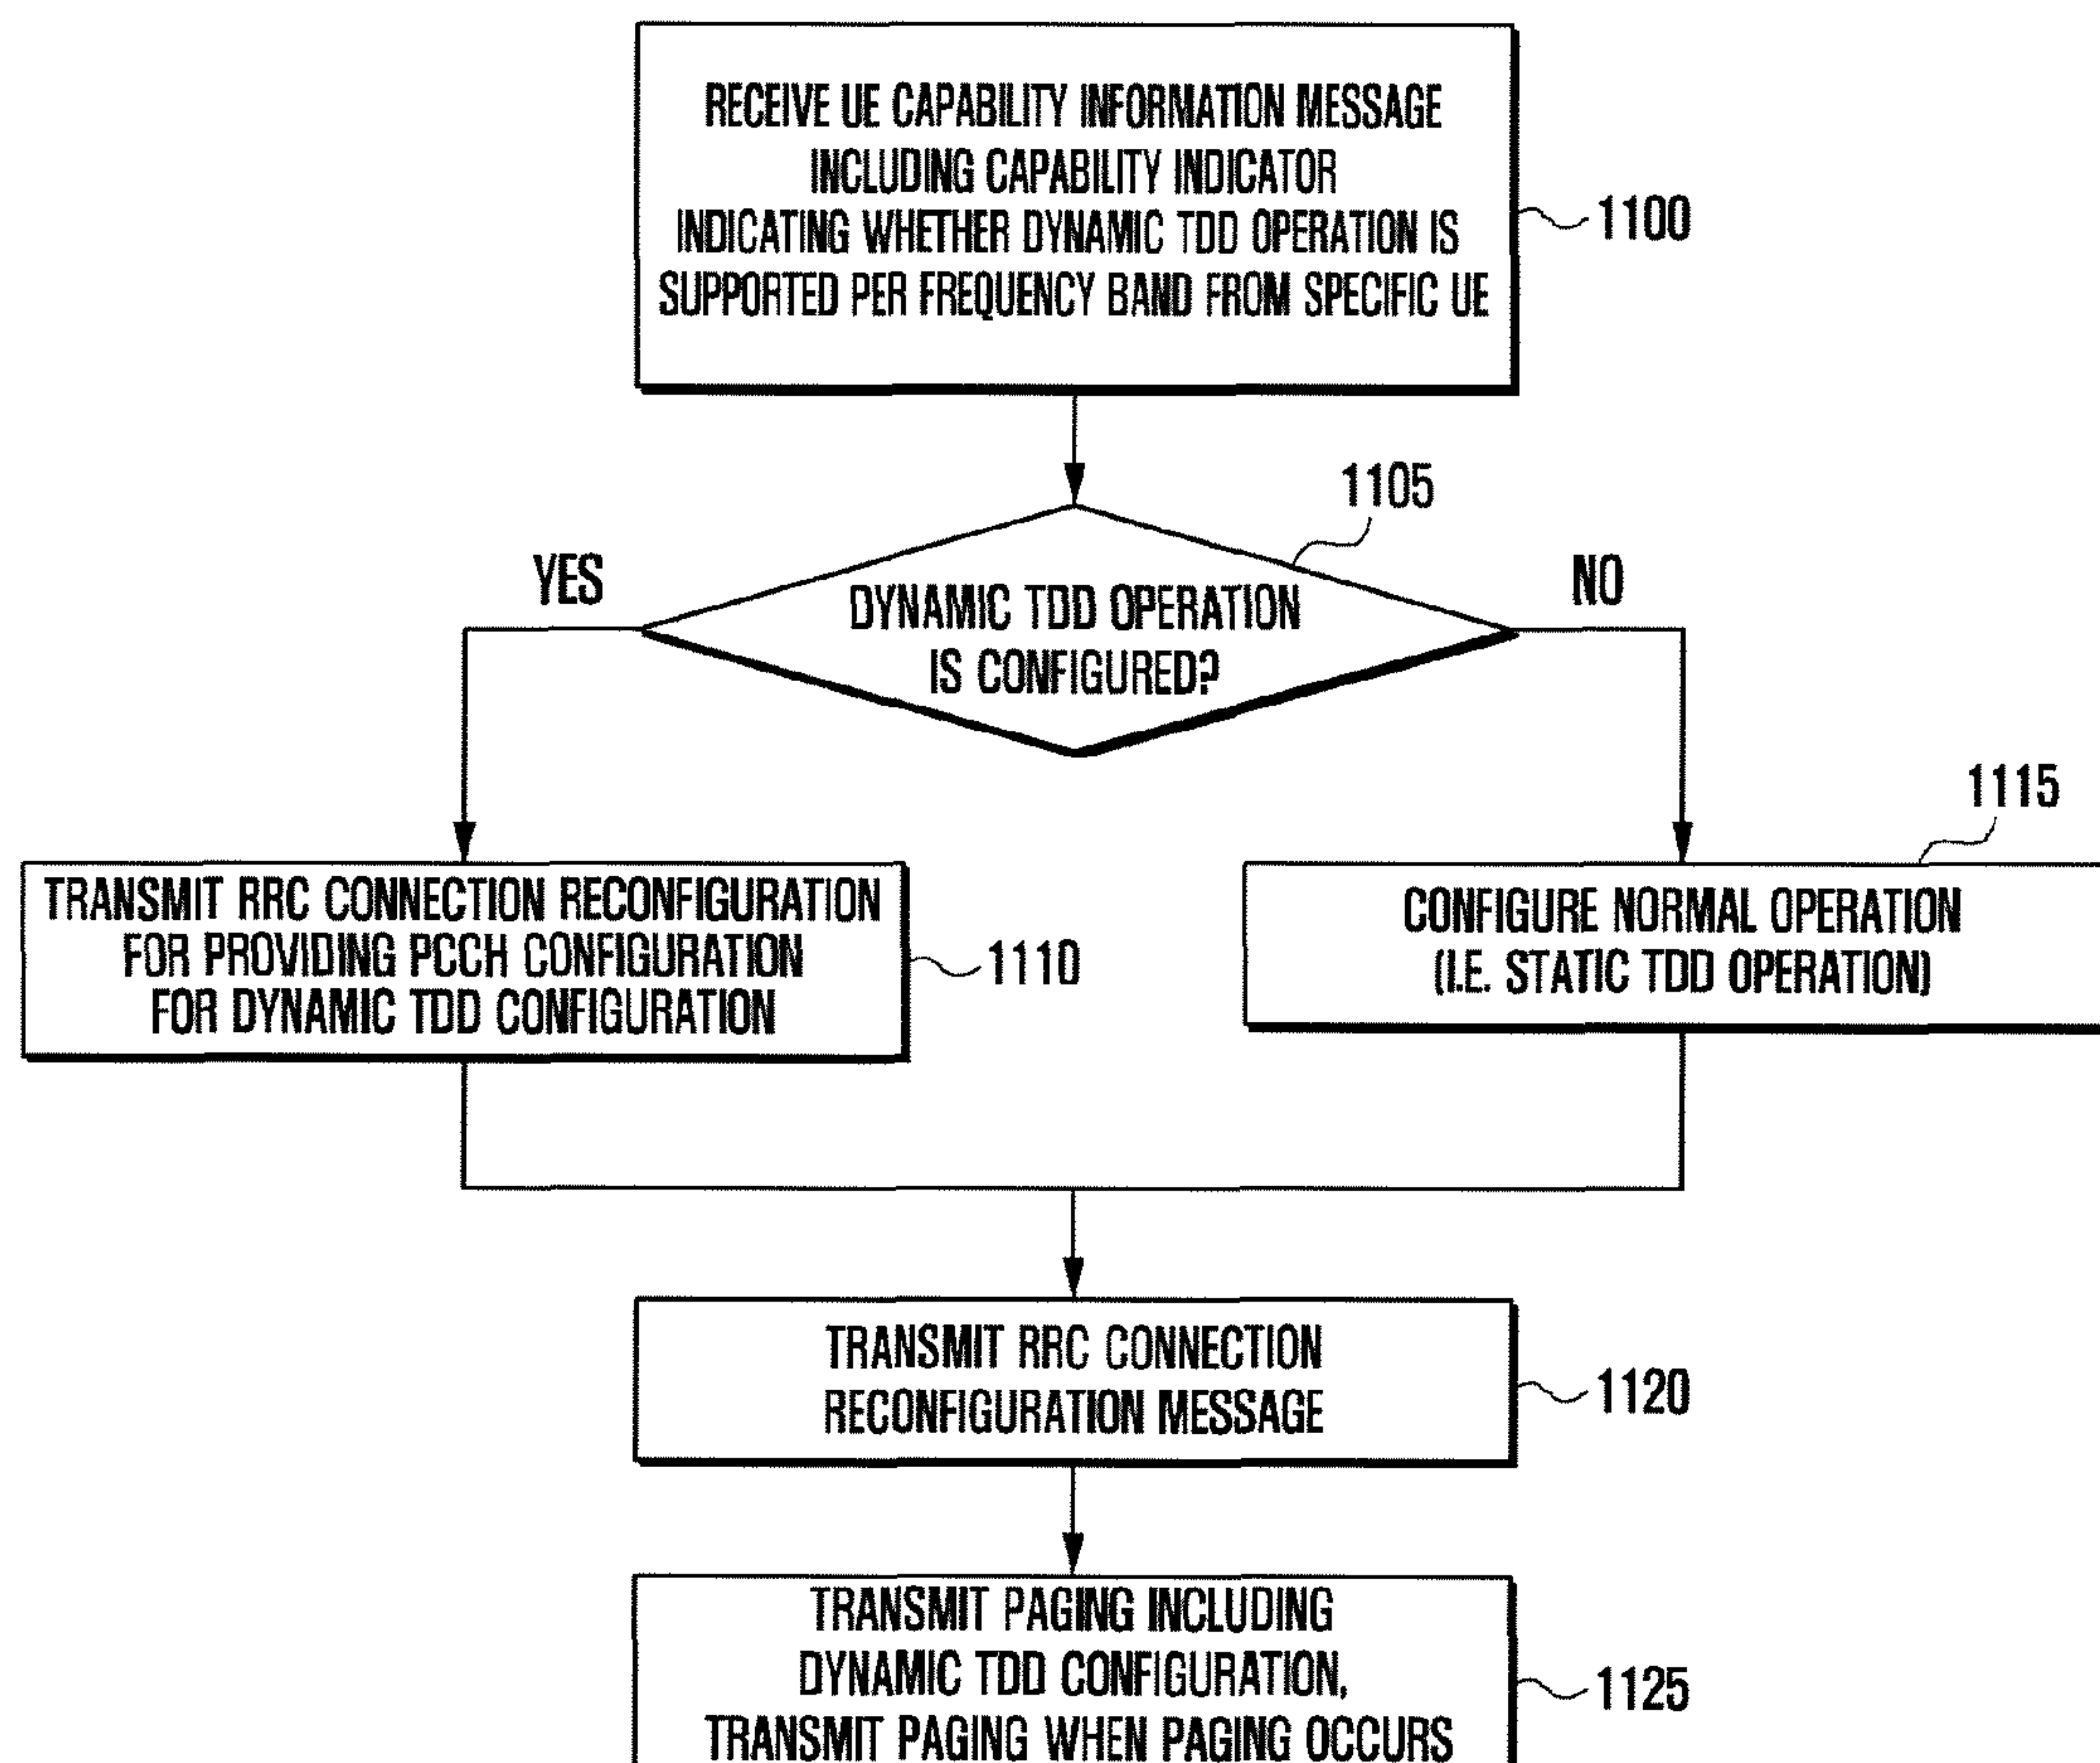 RECEIVE UE CAPABILITY INFORMATION MESSAGE
INCLUDING CAPABILITY INDICATOR
INDICATING WHETHER DYNAMIC TDD OPERATION IS
SUPPORTED PER FREQUENCY BAND FROM SPECIFIC UE
1100
1105
YES
NO
DYNAMIC TDD OPERATION
IS CONFIGURED?
1115
TRANSMIT RRC CONNECTION RECONFIGURATION
FOR PROVIDING PCCH CONFIGURATION
FOR DYNAMIC TDD CONFIGURATION
1110
CONFIGURE NORMAL OPERATION
(I.E. STATIC TDD OPERATION)
TRANSMIT RRC CONNECTION
RECONFIGURATION MESSAGE
1120
TRANSMIT PAGING INCLUDING
DYNAMIC TDD CONFIGURATION,
TRANSMIT PAGING WHEN PAGING OCCURS
1125